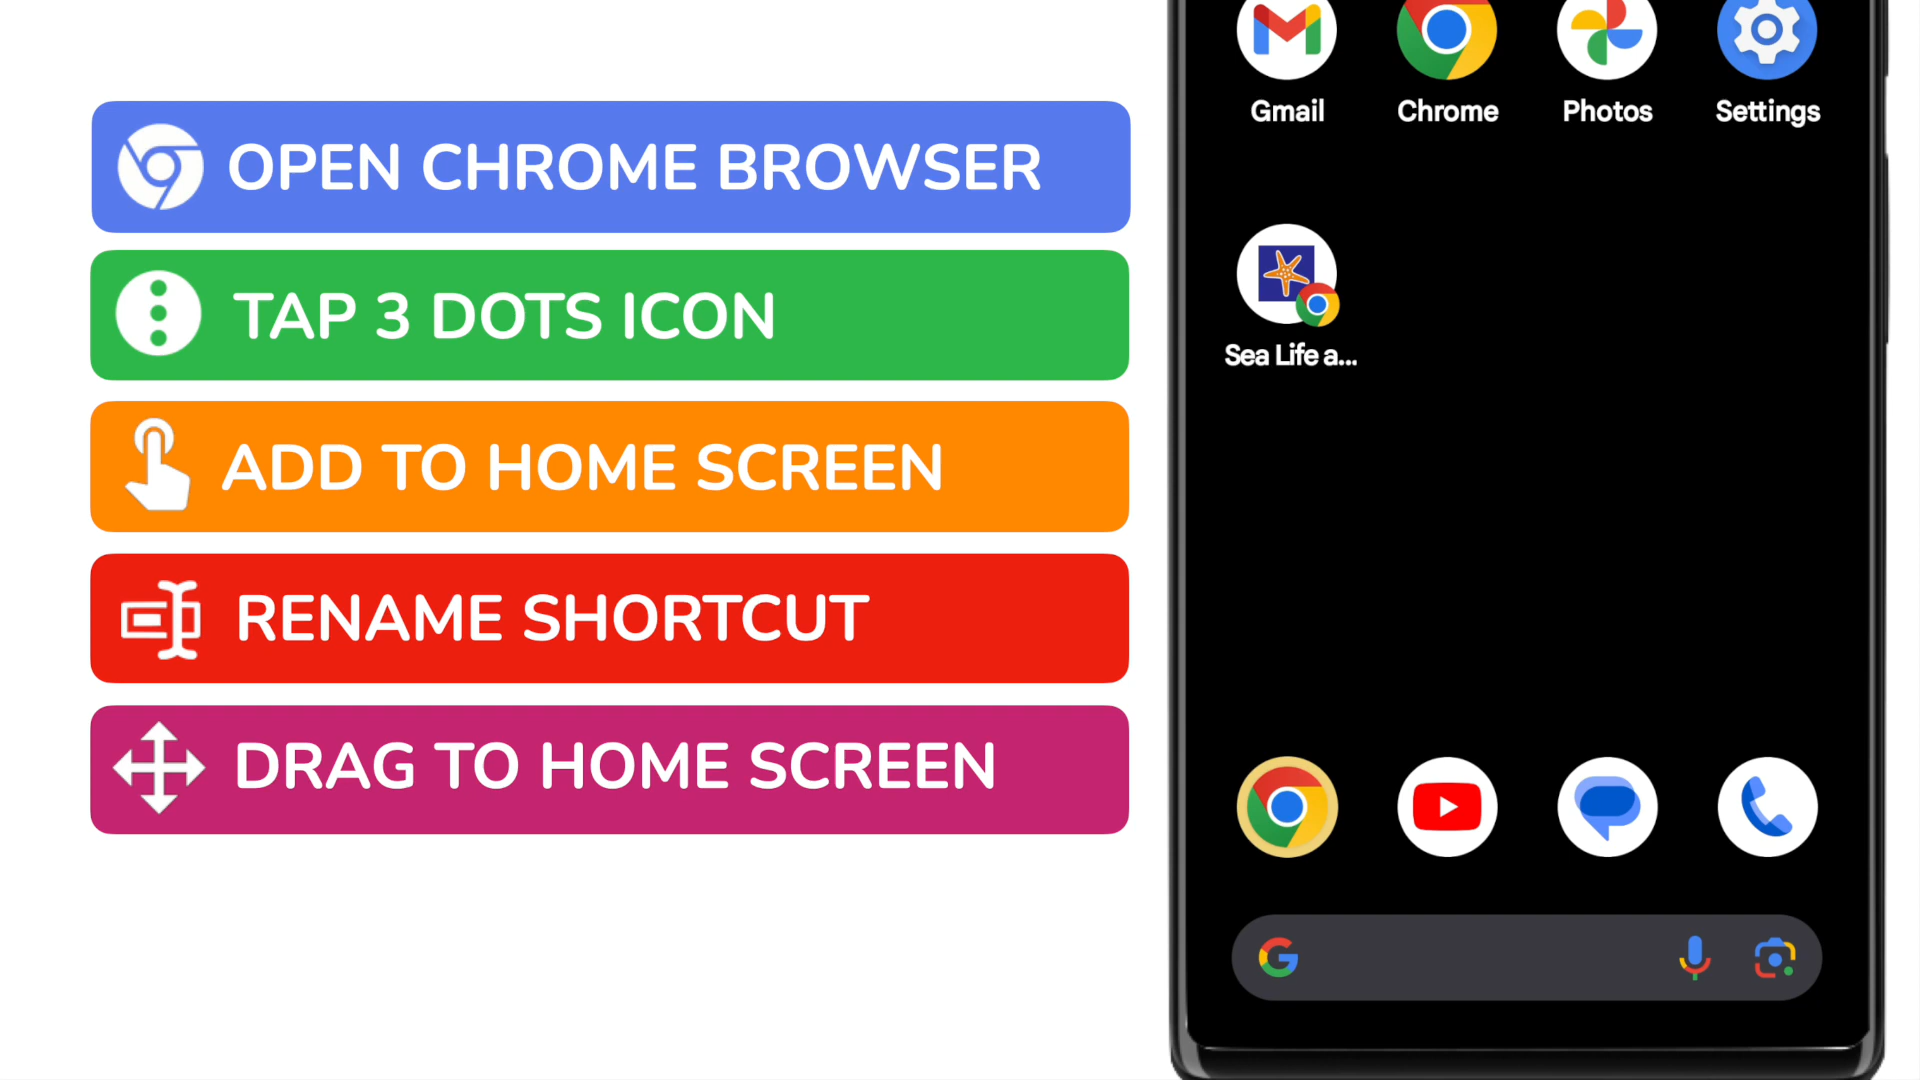 OPEN CHROME BROWSER
TAP 3 DOTS ICON
ADD TO HOME SCREEN
RENAME SHORTCUT
DRAG TO HOME SCREEN
Gmail Chrome Photos Settings
Sea Life a...